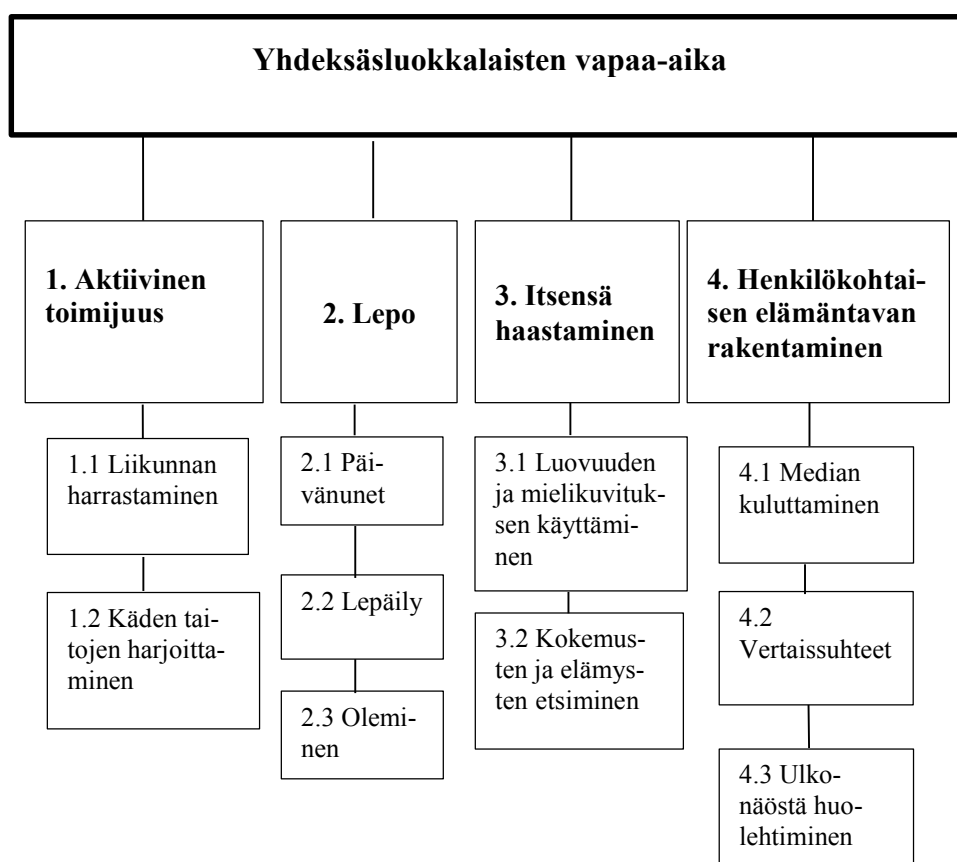 Yhdeksäsluokkalaisten vapaa-aika
1. Aktiivinen
toimijuus
2. Lepo
3. Itsensä
haastaminen
4. Henkilökohtai-
sen elämäntavan
rakentaminen
1.1 Liikunnan
harrastaminen
1.2 Käden tai-
tojen harjoitta-
minen
2.1 Päi-
vänunet
2.2 Lepäily
2.3 Olemi-
nen
3.1 Luovuuden
ja mielikuvituk-
sen käyttämi-
nen
3.2 Kokemus-
ten ja elämys-
ten etsiminen
4.1 Median
kuluttaminen
4.2
Vertaissuhteet
4.3 Ulko-
näöstä huo-
lehtiminen